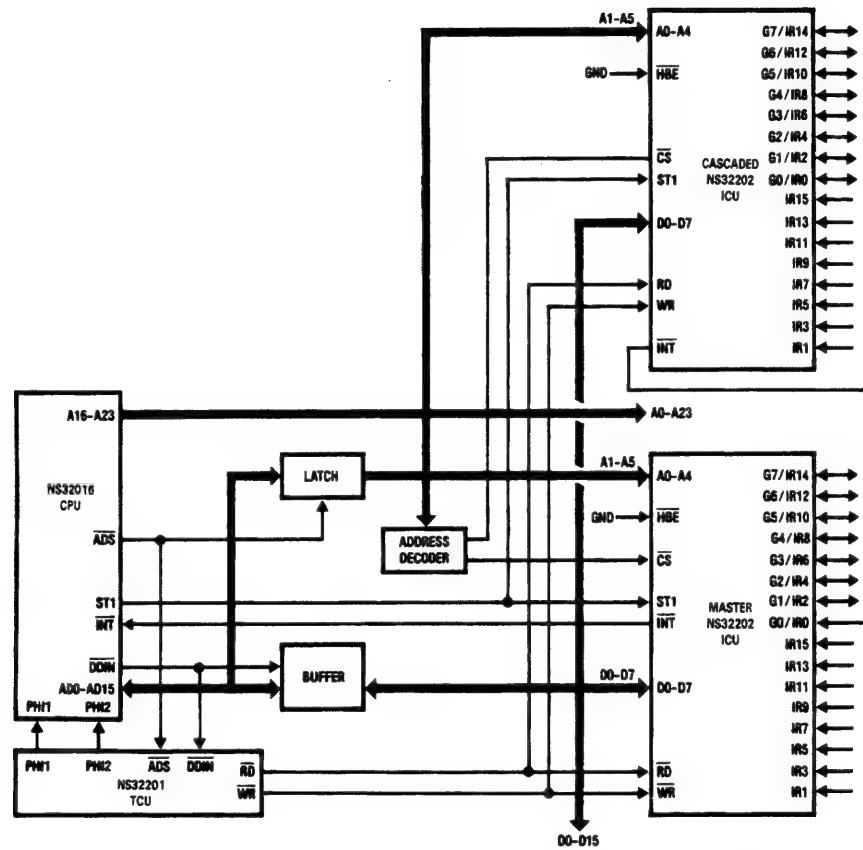 A1-A5
A0-A4
GND
HBE
CS
ST1
D0-D7
RD
WR
INT
CASCADED
NS32202
ICU
G7/IR14
G6/IR12
G5/IR10
G4/IR8
G3/IR6
G2/IR4
G1/IR2
G0/IR0
IR15
IR13
IR11
IR9
IR7
IR5
IR3
IR1
A16-A23
A0-A23
NS32016
CPU
ADS
ST1
INT
DDIN
AD0-AD15
PHI1 PHI2
LATCH
ADDRESS
DECODER
BUFFER
A1-A5
A0-A4
GND
HBE
CS
ST1
INT
D0-D7
D0-D7
RD
WR
MASTER
NS32202
ICU
G7/IR14
G6/IR12
G5/IR10
G4/IR8
G3/IR6
G2/IR4
G1/IR2
G0/IR0
IR15
IR13
IR11
IR9
IR7
IR5
IR3
IR1
PHI1 PHI2 ADS DDIN RD
WR
NS32201
TCU
D0-D15